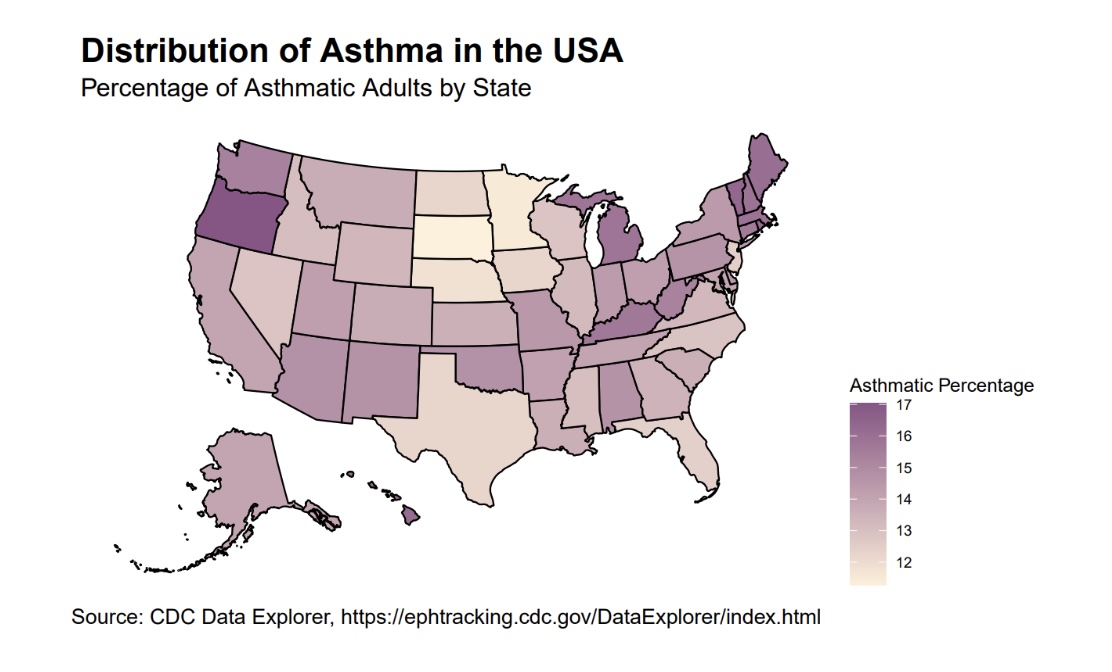 Distribution of Asthma in the USA
Percentage of Asthmatic Adults by State
Asthmatic Percentage
17
16
15
14
13
12
Source: CDC Data Explorer, https://ephtracking.cdc.gov/DataExplorer/index.html